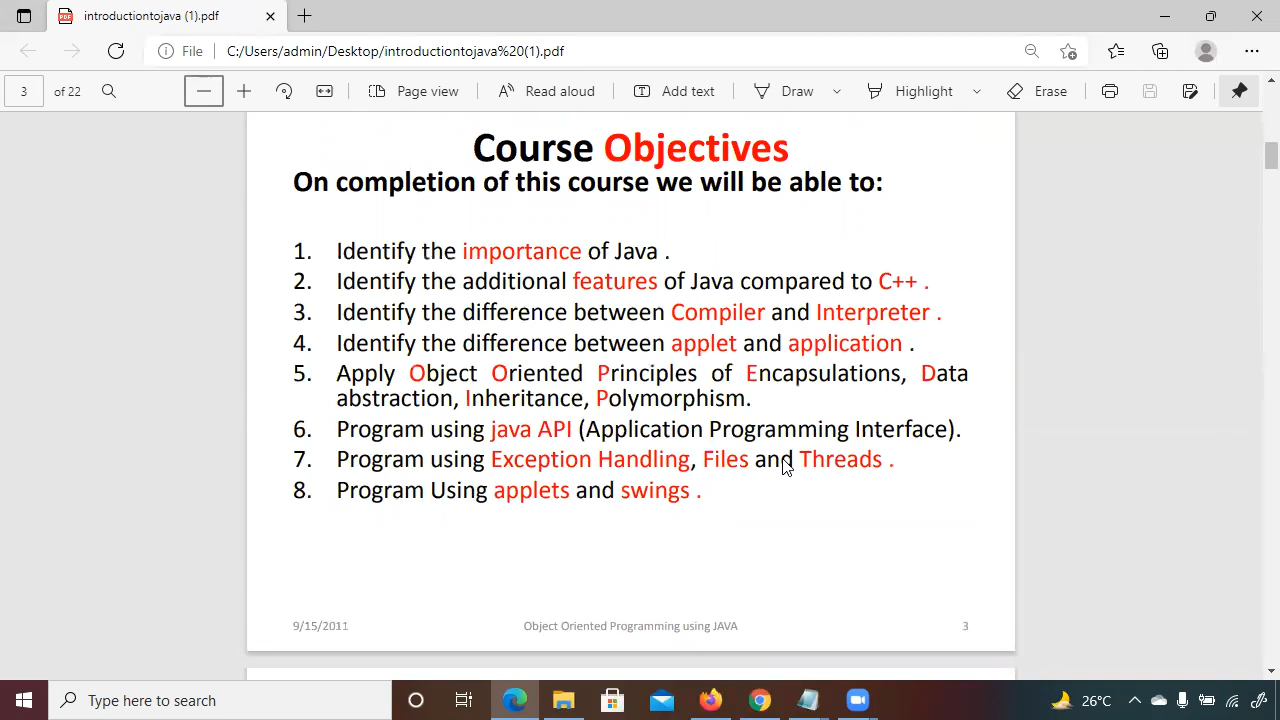 introductiontojava (1).pdf
File
C:/Users/admin/Desktop/introductiontojava%20(1).pdf
3 of 22
Page view
Read aloud
Add text
Draw
Highlight
Erase
Course Objectives
On completion of this course we will be able to:
1. Identify the importance of Java .
2. Identify the additional features of Java compared to C++ .
3. Identify the difference between Compiler and Interpreter .
4. Identify the difference between applet and application .
5. Apply Object Oriented Principles of Encapsulations, Data
abstraction, Inheritance, Polymorphism.
6. Program using java API (Application Programming Interface).
7. Program using Exception Handling, Files and Threads .
8. Program Using applets and swings .
9/15/2011
Object Oriented Programming using JAVA
3
Type here to search
26°C